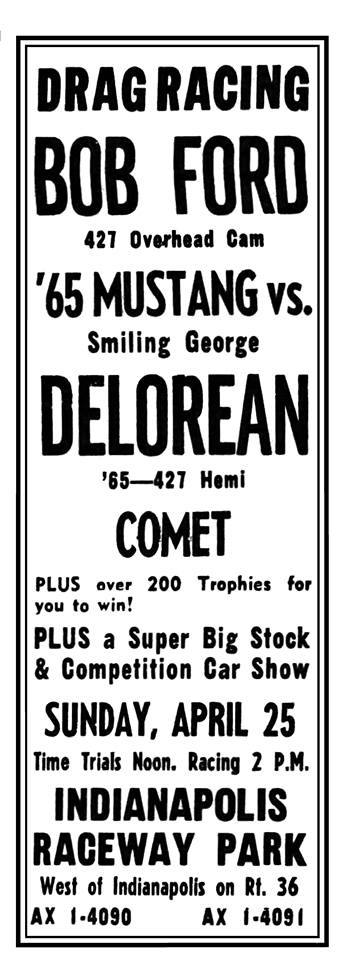 DRAG RACING
BOB FORD
427 Overhead Cam
'65 MUSTANG vs.
Smiling George
DELOREAN
'65—427 Hemi
COMET
PLUS over 200 Trophies for
you to win!
PLUS a Super Big Stock
& Competition Car Show
SUNDAY, APRIL 25
Time Trials Noon. Racing 2 P.M.
INDIANAPOLIS
RACEWAY PARK
West of Indianapolis on Rt. 36
AX 1-4090 AX 1-4091